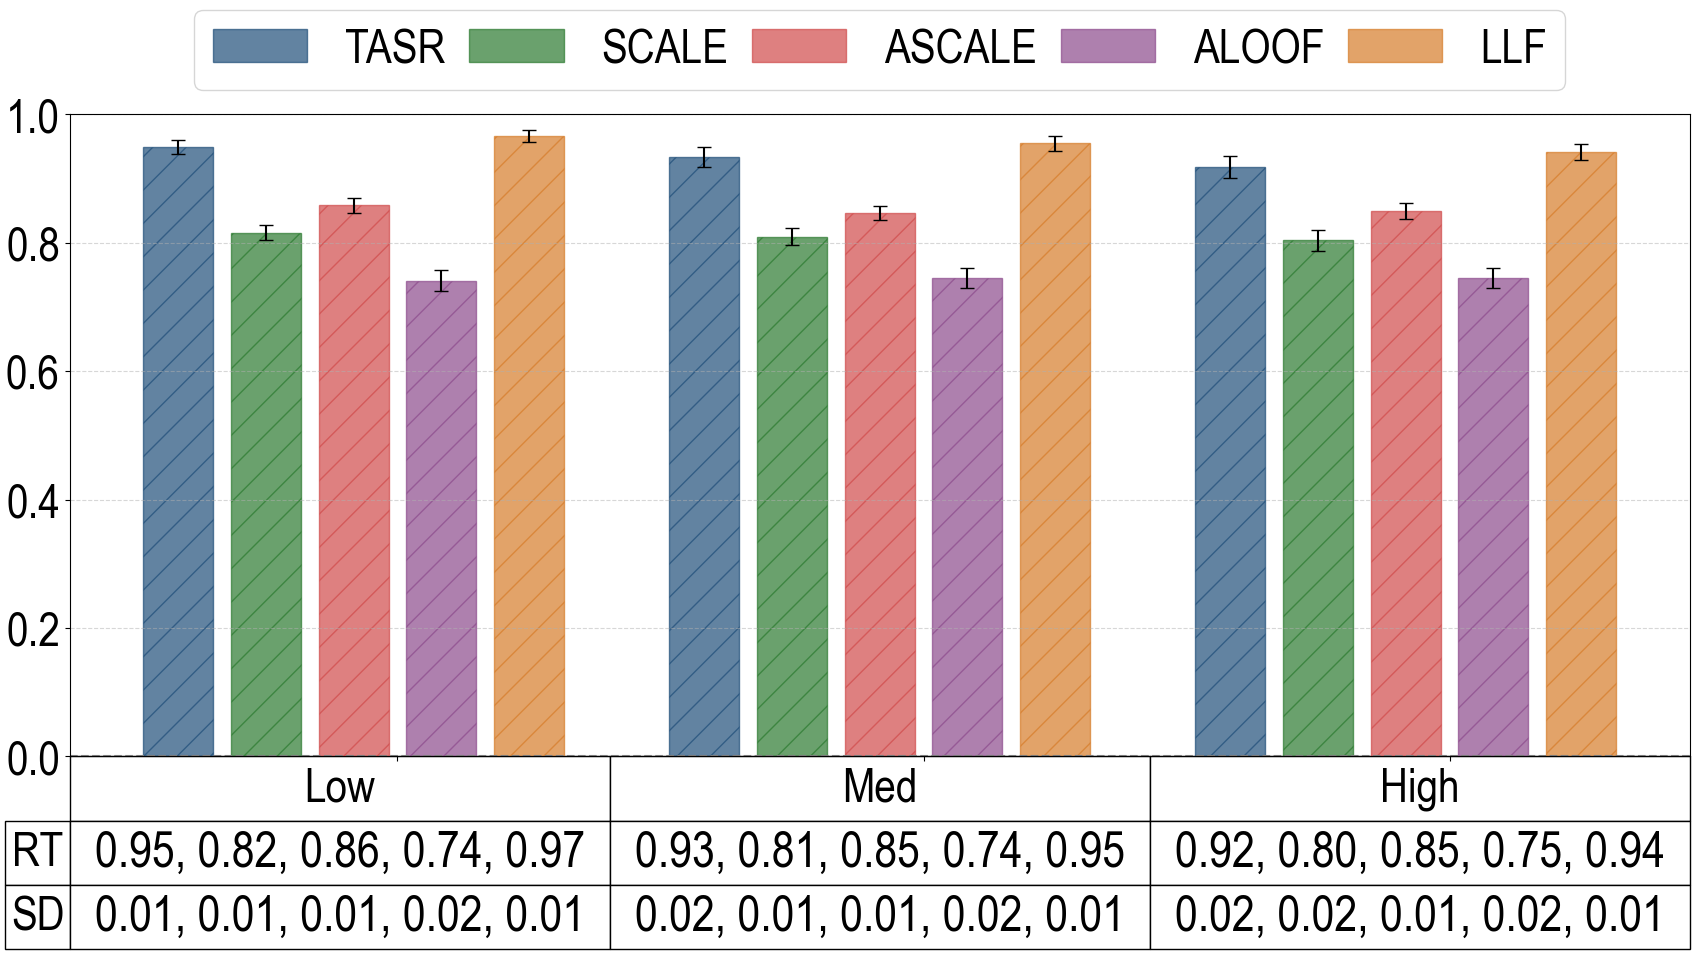 TASR SCALE ASCALE ALOOF LLF
1.0
0.8
0.6
0.4
0.2
0.0
Low Med High
RT 0.95, 0.82, 0.86, 0.74, 0.97 0.93, 0.81, 0.85, 0.74, 0.95 0.92, 0.80, 0.85, 0.75, 0.94
SD 0.01, 0.01, 0.01, 0.02, 0.01 0.02, 0.01, 0.01, 0.02, 0.01 0.02, 0.02, 0.01, 0.02, 0.01